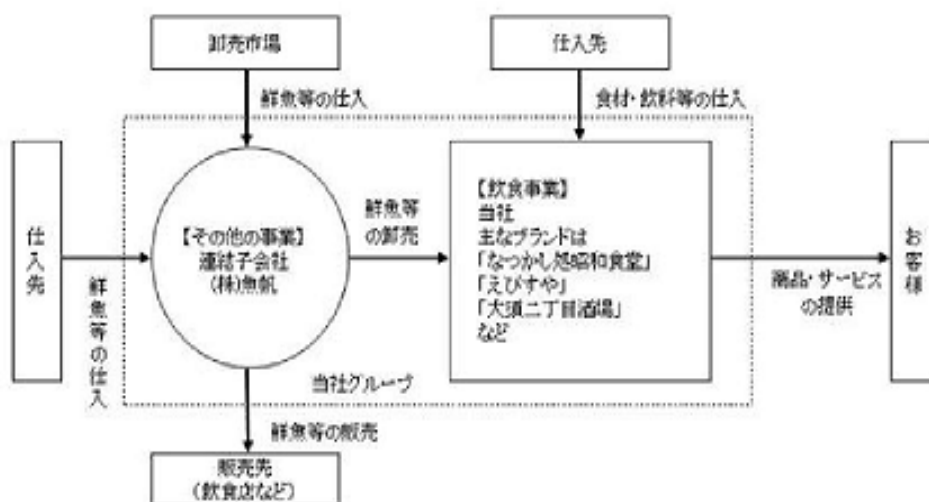 卸売市場
仕入先
鮮魚等の仕入
食材・飲料等の仕入
仕入先
鮮魚等の仕入
【その他の事業】
連結子会社
(株)魚帆
鮮魚等
の卸売
【飲食事業】
当社
主なブランドは
「なつかし処昭和食堂」
「えびすや」
「大須二丁目酒場」
など
商品・サービス
の提供
お客様
当社グループ
鮮魚等の販売
販売先
(飲食店など)